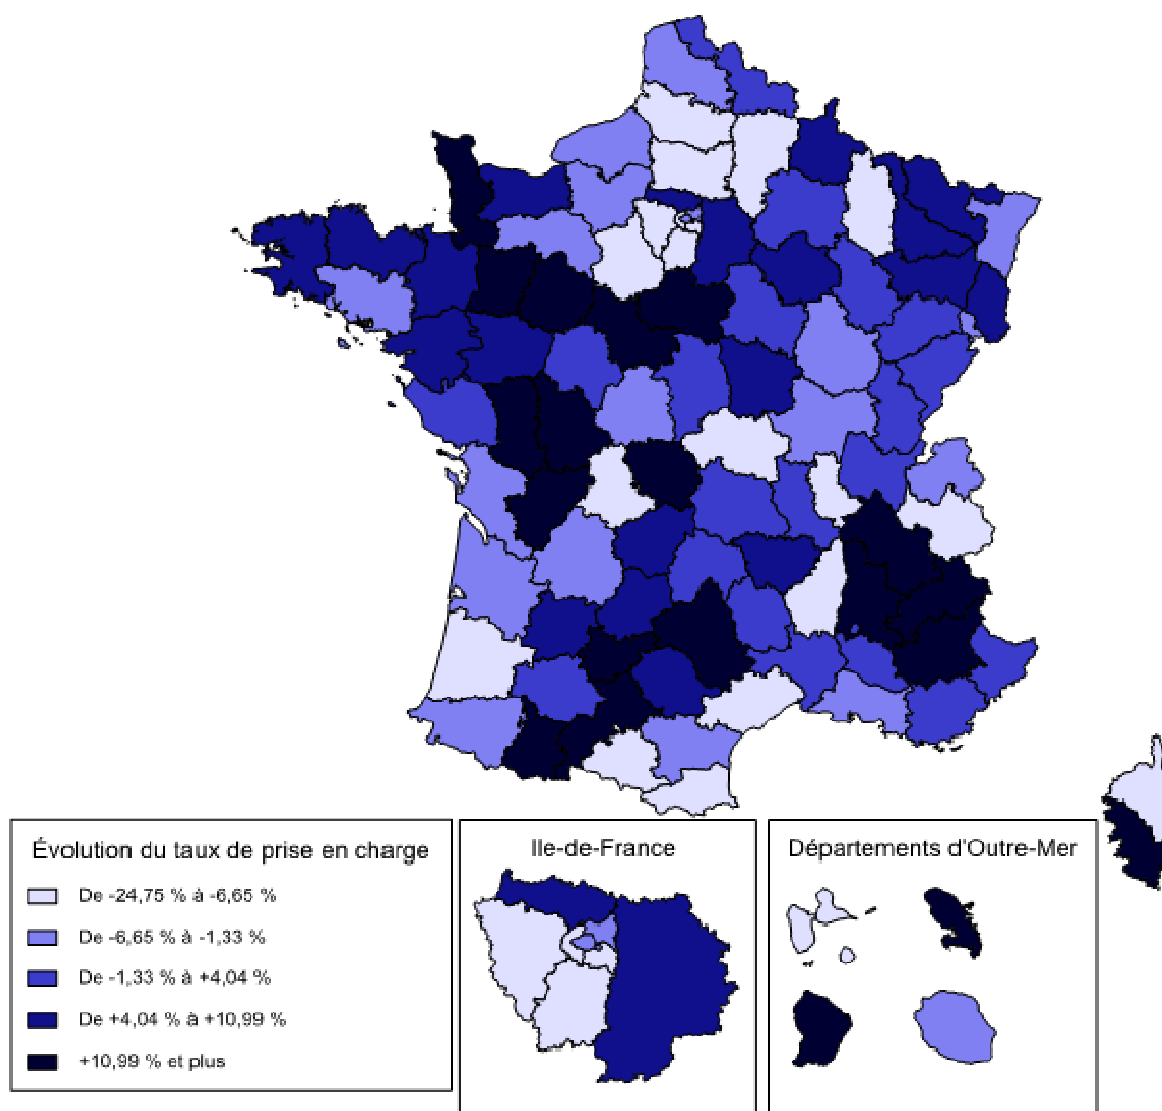 Évolution du taux de prise en charge
De -24,75 % à -6,65 %
De -6,65 % à -1,33 %
De -1,33 % à +4,04 %
De +4,04 % à +10,99 %
+10,99 % et plus
Ile-de-France
Départements d'Outre-Mer